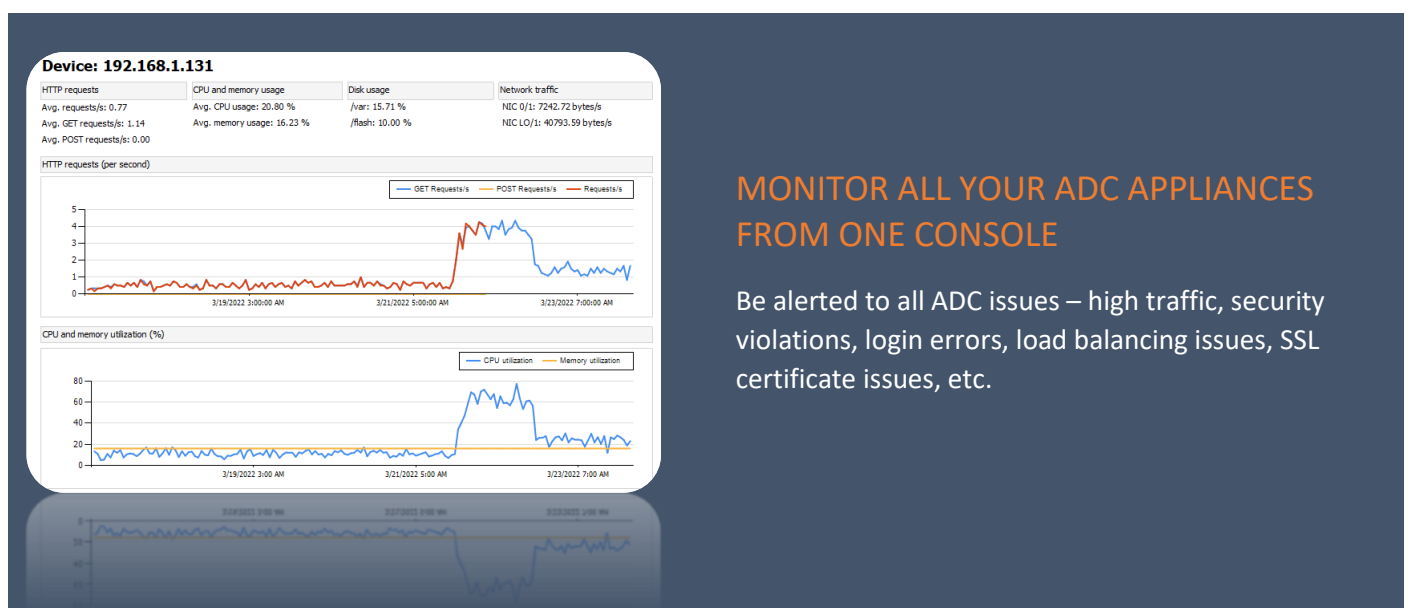 Device: 192.168.1.131
HTTP requests
CPU and memory usage
Disk usage
Network traffic
Avg. requests/s: 0.77
Avg. CPU usage: 20.80 %
/var: 15.71 %
NIC 0/1: 7242.72 bytes/s
Avg. GET requests/s: 1.14
Avg. memory usage: 16.23 %
/flash: 10.00 %
NIC LO/1: 40793.59 bytes/s
Avg. POST requests/s: 0.00
HTTP requests (per second)
GET Requests/s
POST Requests/s
Requests/s
5
4
3
2
1
0
3/19/2022 3:00:00 AM
3/21/2022 5:00:00 AM
3/23/2022 7:00:00 AM
CPU and memory utilization (%)
CPU utilization
Memory utilization
80
60
40
20
0
3/19/2022 3:00 AM
3/21/2022 5:00 AM
3/23/2022 7:00 AM
MONITOR ALL YOUR ADC APPLIANCES
FROM ONE CONSOLE
Be alerted to all ADC issues – high traffic, security
violations, login errors, load balancing issues, SSL
certificate issues, etc.